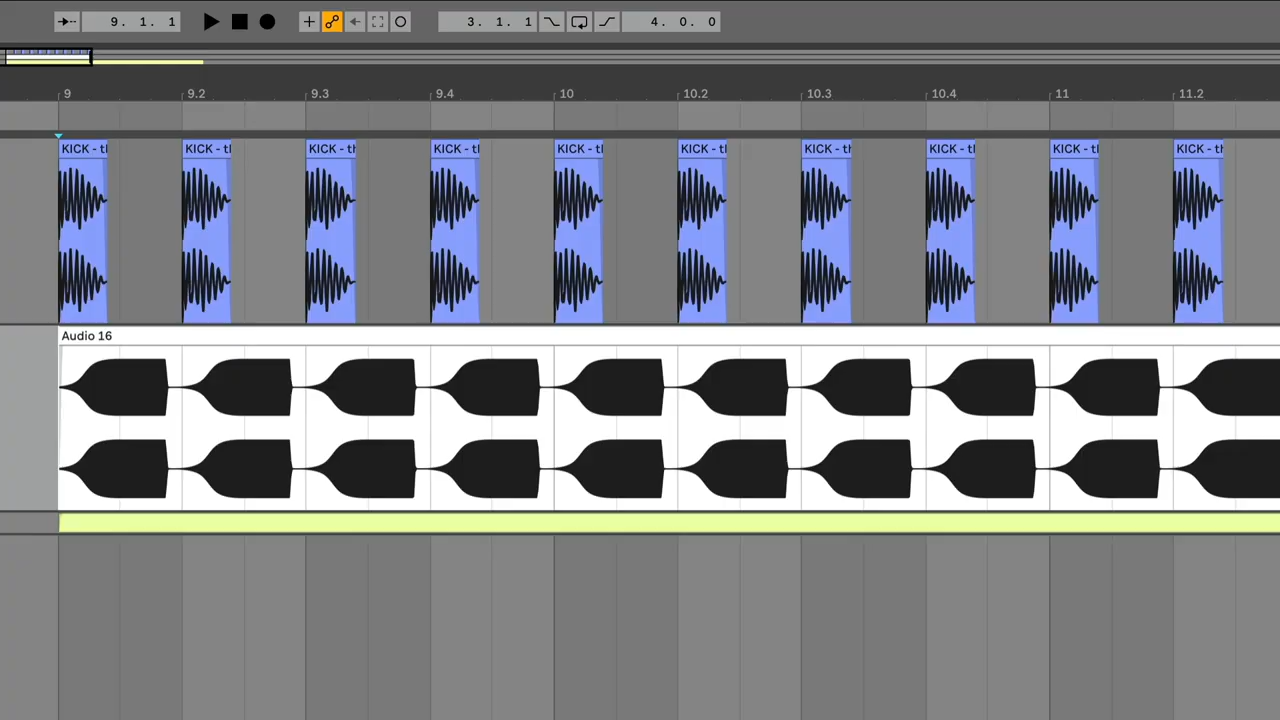 9. 1. 1
3. 1. 1
4. 0. 0
9 9.2 9.3 9.4 10 10.2 10.3 10.4 11 11.2
KICK - tl KICK - tl KICK - th KICK - tl KICK - tl KICK - tl KICK - th KICK - tl KICK - tl KICK - th
Audio 16